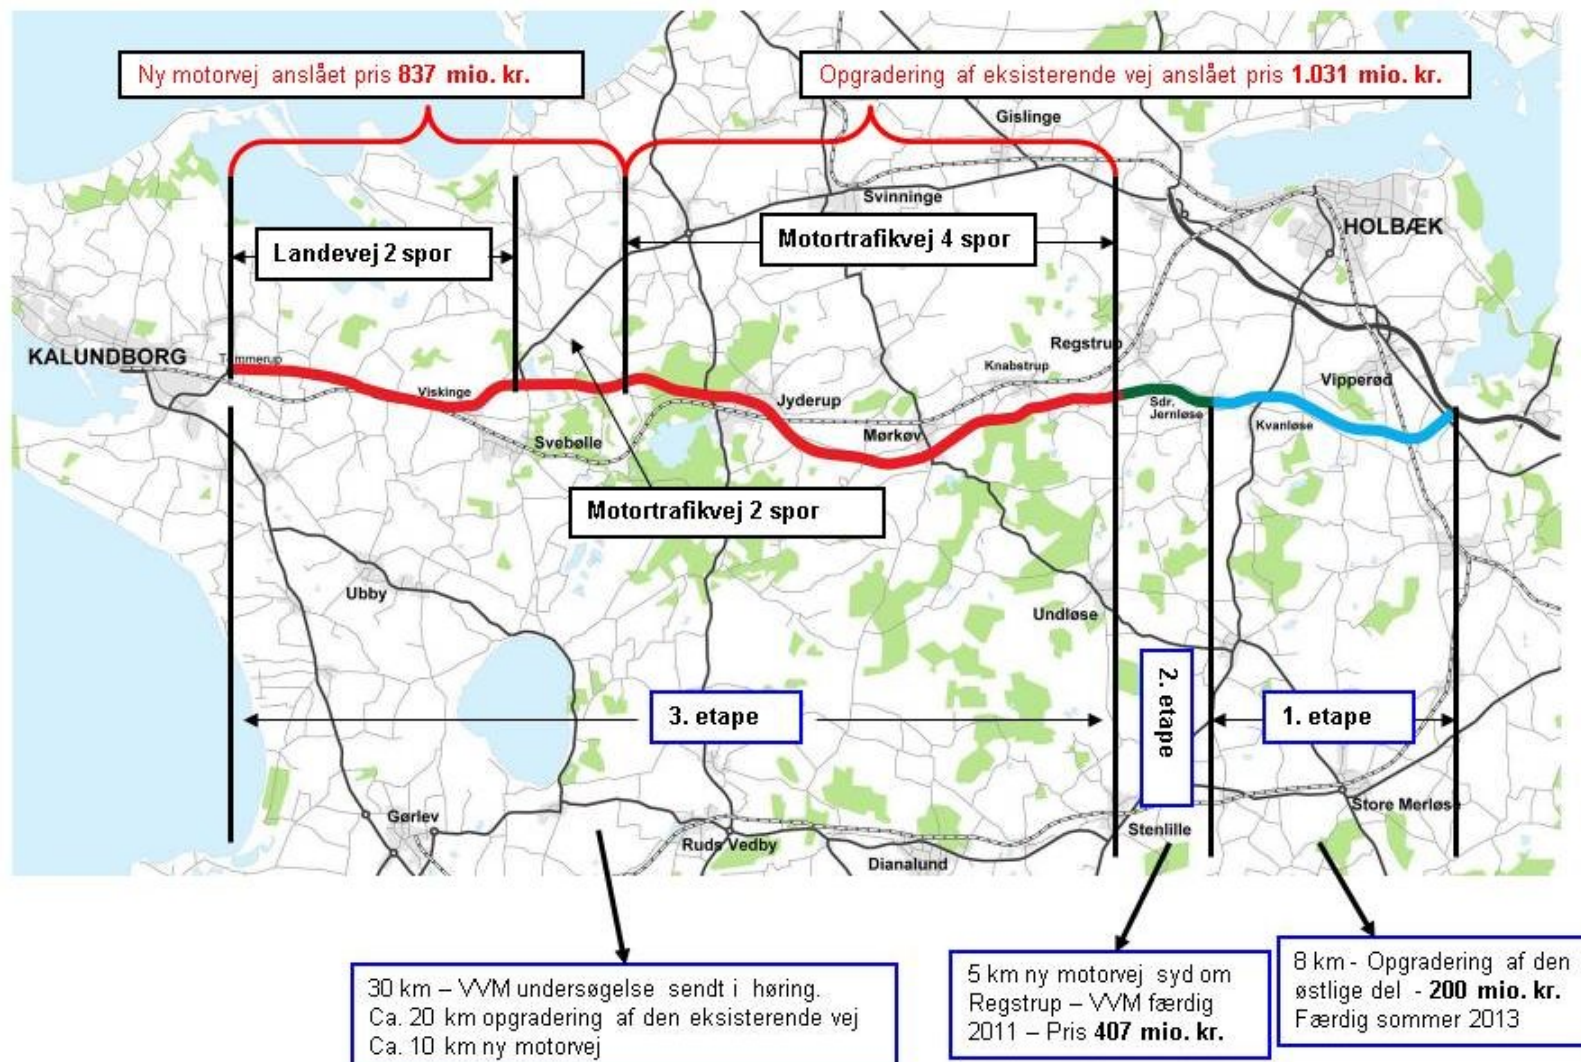 Ny motorvej anslået pris 837 mio. kr.
Opgradering af eksisterende vej anslået pris 1.031 mio. kr.
Gislinge
Svinninge
HOLBÆK
Landevej 2 spor
Motortrafikvej 4 spor
KALUNDBORG
Tømmerup
Viskinge
Svebølle
Jyderup
Mørkøv
Knabstrup
Regstrup
Sdr.
Jernløse
Kvanløse
Vipperød
Motortrafikvej 2 spor
Ubby
Undløse
3. etape
2. etape
1. etape
Gørlev
Ruds Vedby
Dianalund
Stenlille
Store Merløse
30 km – VVM undersøgelse sendt i høring.
Ca. 20 km opgradering af den eksisterende vej
Ca. 10 km ny motorvej
5 km ny motorvej syd om
Regstrup – VVM færdig
2011 – Pris 407 mio. kr.
8 km - Opgradering af den
østlige del - 200 mio. kr.
Færdig sommer 2013